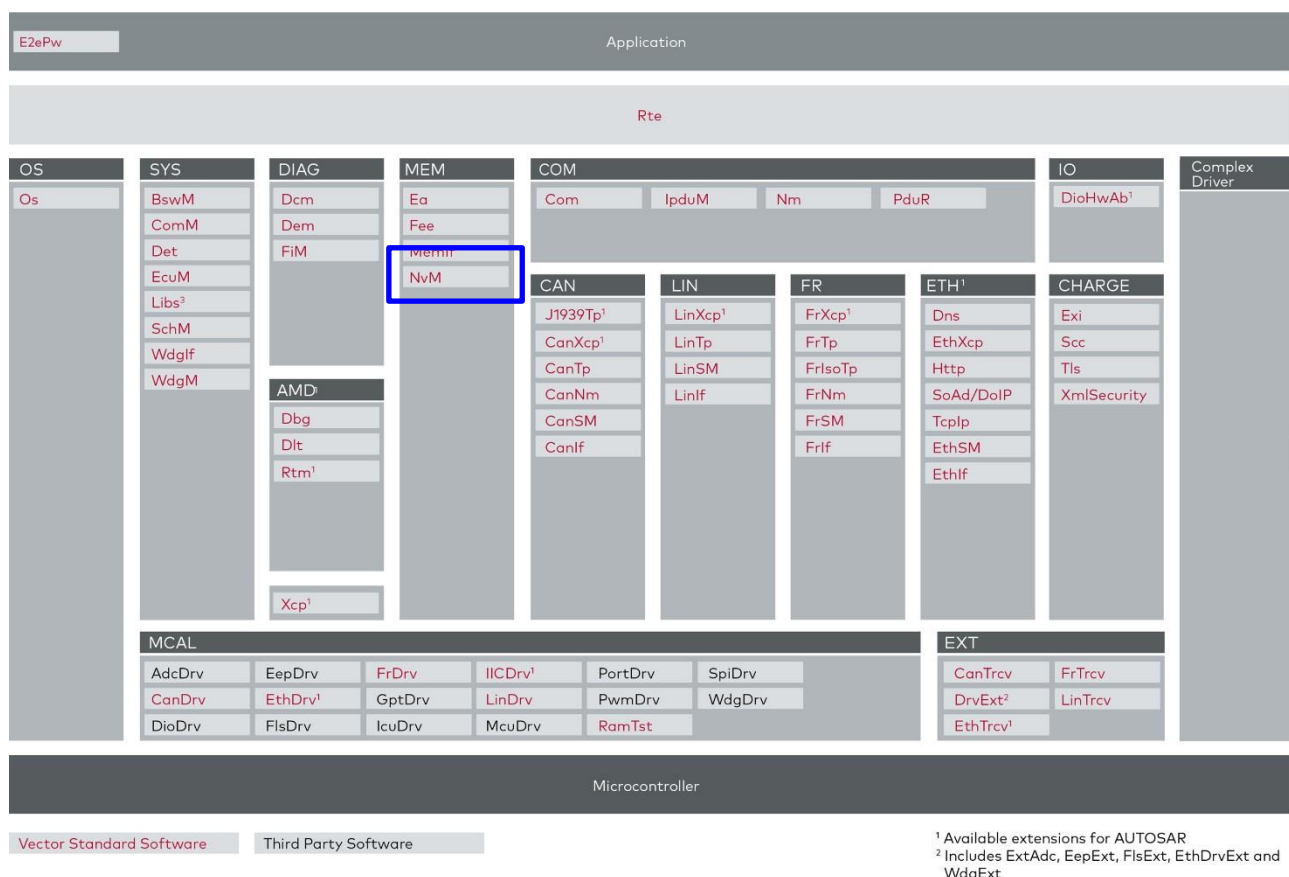 E2ePw
Application
Rte
OS
Os
SYS
BswM
ComM
Det
EcuM
Libs³
SchM
WdgIf
WdgM
DIAG
Dcm
Dem
FiM
AMD¹
Dbg
Dlt
Rtm¹
Xcp¹
MEM
Ea
Fee
MemIf
NvM
COM
Com IpduM Nm PduR
CAN
J1939Tp¹
CanXcp¹
CanTp
CanNm
CanSM
CanIf
LIN
LinXcp¹
LinTp
LinSM
LinIf
FR
FrXcp¹
FrTp
FrIsoTp
FrNm
FrSM
FrIf
ETH¹
Dns
EthXcp
Http
SoAd/DoIP
TcpIp
EthSM
EthIf
IO
DioHwAb¹
CHARGE
Exi
Scc
Tls
XmlSecurity
Complex
Driver
MCAL
AdcDrv EepDrv FrDrv IICDrv¹ PortDrv SpiDrv
CanDrv EthDrv¹ GptDrv LinDrv PwmDrv WdgDrv
DioDrv FlsDrv IcuDrv McuDrv RamTst
EXT
CanTrcv FrTrcv
DrvExt² LinTrcv
EthTrcv¹
Microcontroller
Vector Standard Software Third Party Software
¹ Available extensions for AUTOSAR
² Includes ExtAdc, EepExt, FlsExt, EthDrvExt and
WdgExt